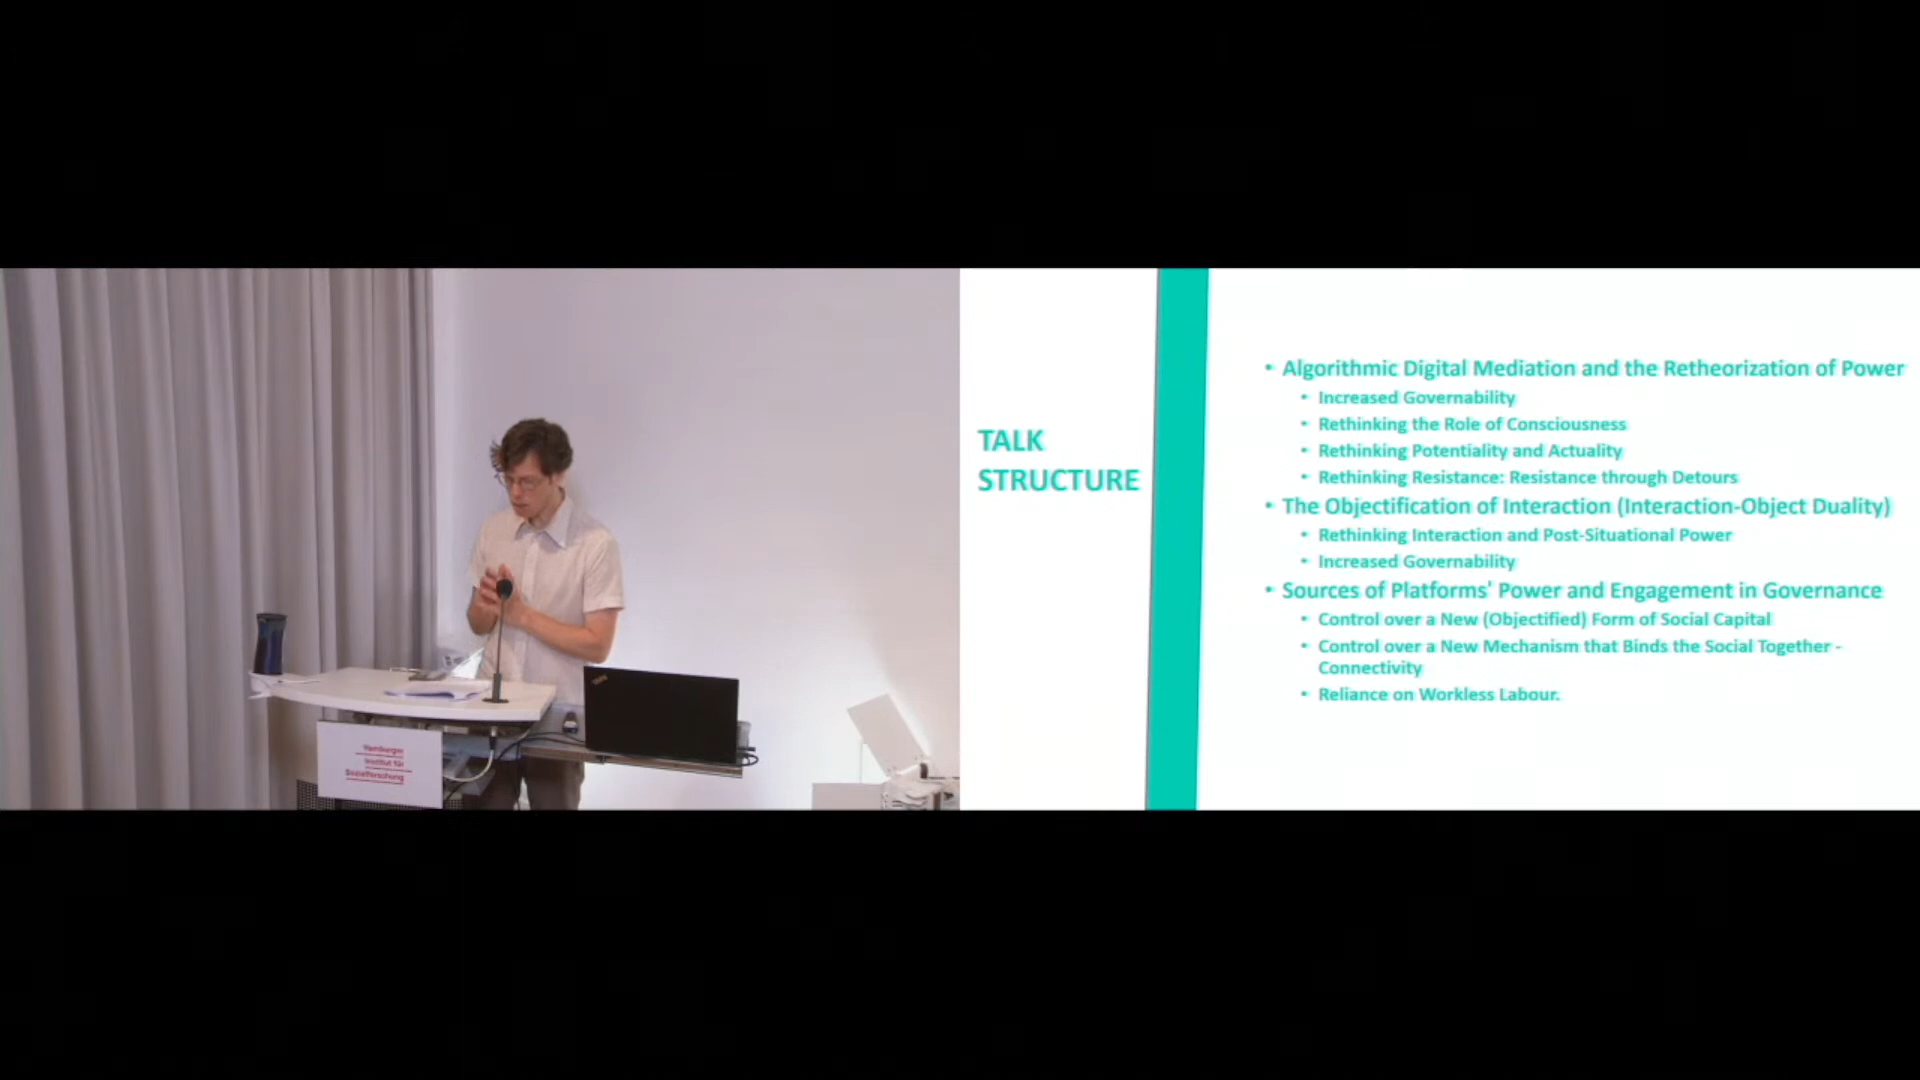 TALK
STRUCTURE
• Algorithmic Digital Mediation and the Retheorization of Power
• Increased Governability
• Rethinking the Role of Consciousness
• Rethinking Potentiality and Actuality
• Rethinking Resistance: Resistance through Detours
• The Objectification of Interaction (Interaction-Object Duality)
• Rethinking Interaction and Post-Situational Power
• Increased Governability
• Sources of Platforms' Power and Engagement in Governance
• Control over a New (Objectified) Form of Social Capital
• Control over a New Mechanism that Binds the Social Together -
Connectivity
• Reliance on Workless Labour.
Hamburger
Institut für
Sozialforschung